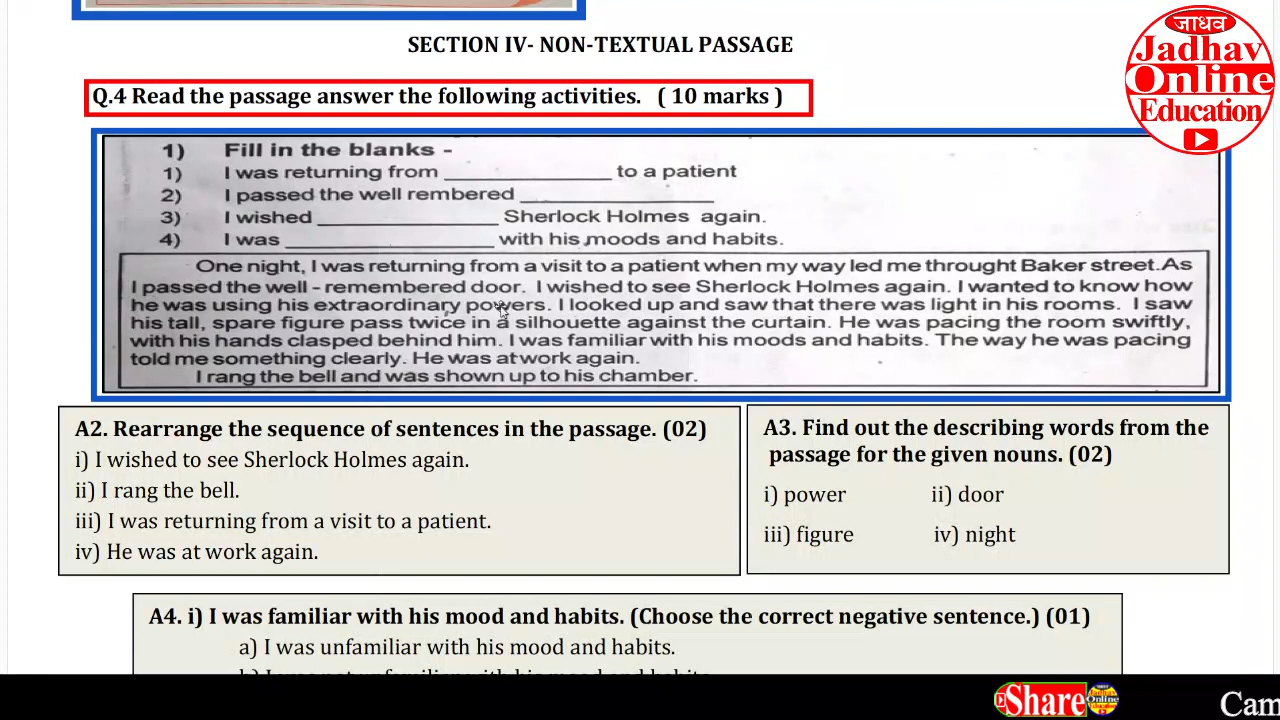 SECTION IV- NON-TEXTUAL PASSAGE
जाधव
Jadhav
Online
Education
Q.4 Read the passage answer the following activities. ( 10 marks )
1) Fill in the blanks -
1) I was returning from ____________ to a patient
2) I passed the well rembered ____________
3) I wished ____________ Sherlock Holmes again.
4) I was ____________ with his moods and habits.
One night, I was returning from a visit to a patient when my way led me throught Baker street. As
I passed the well - remembered door. I wished to see Sherlock Holmes again. I wanted to know how
he was using his extraordinary powers. I looked up and saw that there was light in his rooms. I saw
his tall, spare figure pass twice in a silhouette against the curtain. He was pacing the room swiftly,
with his hands clasped behind him. I was familiar with his moods and habits. The way he was pacing
told me something clearly. He was at work again.
I rang the bell and was shown up to his chamber.
A2. Rearrange the sequence of sentences in the passage. (02)
i) I wished to see Sherlock Holmes again.
ii) I rang the bell.
iii) I was returning from a visit to a patient.
iv) He was at work again.
A3. Find out the describing words from the
passage for the given nouns. (02)
i) power ii) door
iii) figure iv) night
A4. i) I was familiar with his mood and habits. (Choose the correct negative sentence.) (01)
a) I was unfamiliar with his mood and habits.
Share
Jadhav
Online
Education
Cam